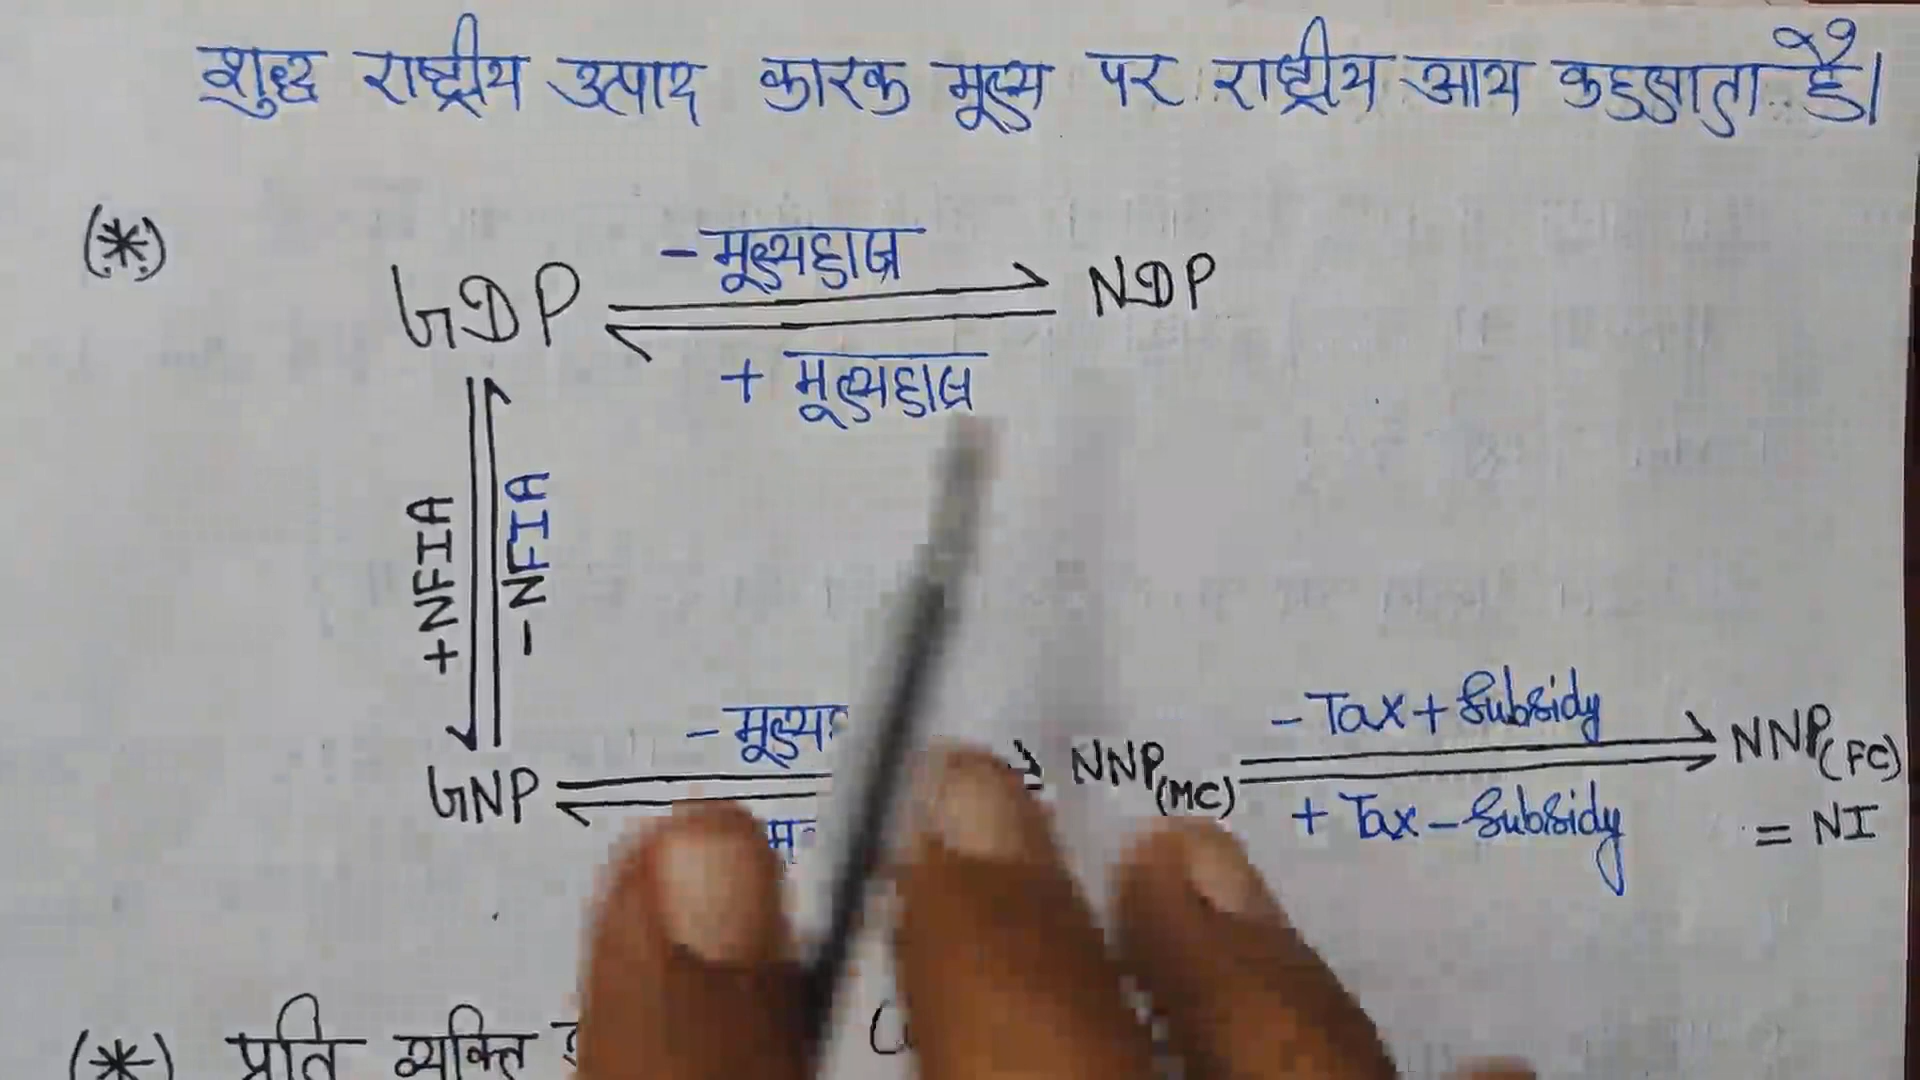 शुद्ध राष्ट्रीय उत्पाद कारक मूल्य पर राष्ट्रीय आय कहलाता है।
(*)
- मूल्यह्रास
GDP NDP
+ मूल्यह्रास
+NFIA -NFIA
- Tax + Subsidy
GNP NNP(MC) NNP(FC)
+ Tax - Subsidy = NI
(*) प्रति व्यक्ति